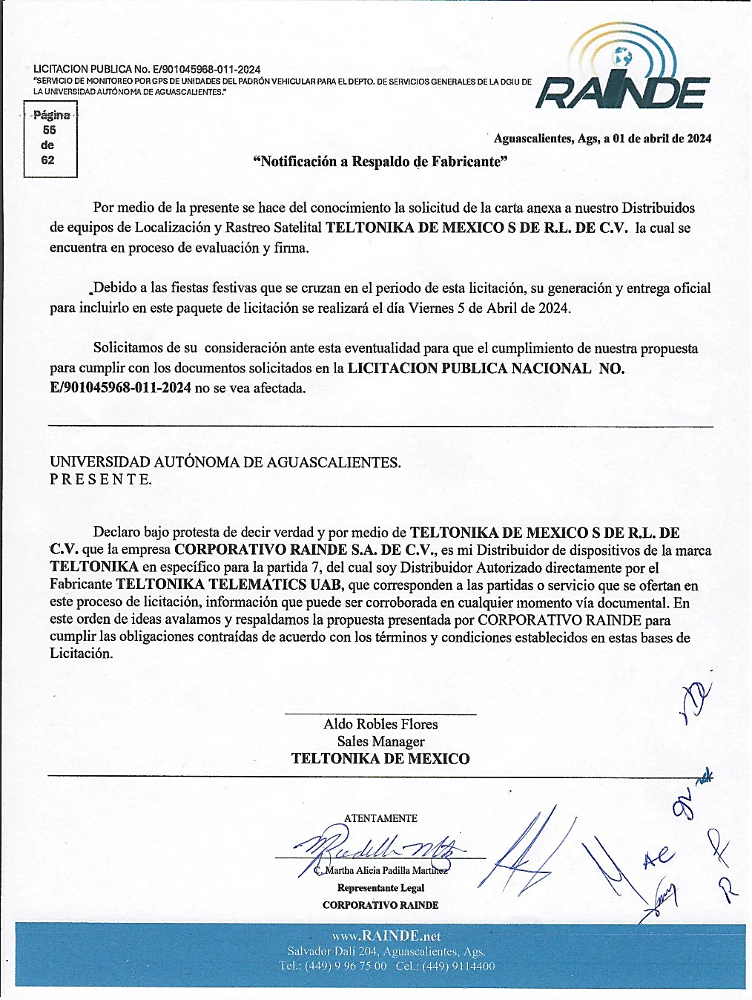 LICITACION PUBLICA No. E/901045968-011-2024
"SERVICIO DE MONITOREO POR GPS DE UNIDADES DEL PADRÓN VEHICULAR PARA EL DEPTO. DE SERVICIOS GENERALES DE LA DGIU DE
LA UNIVERSIDAD AUTÓNOMA DE AGUASCALIENTES."
RAINDE
Página
55
de
62
Aguascalientes, Ags, a 01 de abril de 2024
“Notificación a Respaldo de Fabricante”
Por medio de la presente se hace del conocimiento la solicitud de la carta anexa a nuestro Distribuidos
de equipos de Localización y Rastreo Satelital TELTONIKA DE MEXICO S DE R.L. DE C.V. la cual se
encuentra en proceso de evaluación y firma.
Debido a las fiestas festivas que se cruzan en el periodo de esta licitación, su generación y entrega oficial
para incluirlo en este paquete de licitación se realizará el día Viernes 5 de Abril de 2024.
Solicitamos de su consideración ante esta eventualidad para que el cumplimiento de nuestra propuesta
para cumplir con los documentos solicitados en la LICITACION PUBLICA NACIONAL NO.
E/901045968-011-2024 no se vea afectada.
UNIVERSIDAD AUTÓNOMA DE AGUASCALIENTES.
P R E S E N T E.
Declaro bajo protesta de decir verdad y por medio de TELTONIKA DE MEXICO S DE R.L. DE
C.V. que la empresa CORPORATIVO RAINDE S.A. DE C.V., es mi Distribuidor de dispositivos de la marca
TELTONIKA en específico para la partida 7, del cual soy Distribuidor Autorizado directamente por el
Fabricante TELTONIKA TELEMATICS UAB, que corresponden a las partidas o servicio que se ofertan en
este proceso de licitación, información que puede ser corroborada en cualquier momento vía documental. En
este orden de ideas avalamos y respaldamos la propuesta presentada por CORPORATIVO RAINDE para
cumplir las obligaciones contraídas de acuerdo con los términos y condiciones establecidos en estas bases de
Licitación.
Aldo Robles Flores
Sales Manager
TELTONIKA DE MEXICO
ATENTAMENTE
C. Martha Alicia Padilla Martínez
Representante Legal
CORPORATIVO RAINDE
www.RAINDE.net
Salvador Dali 204, Aguascalientes, Ags.
Tel.: (449) 9 96 75 00 Cel.: (449) 9114400